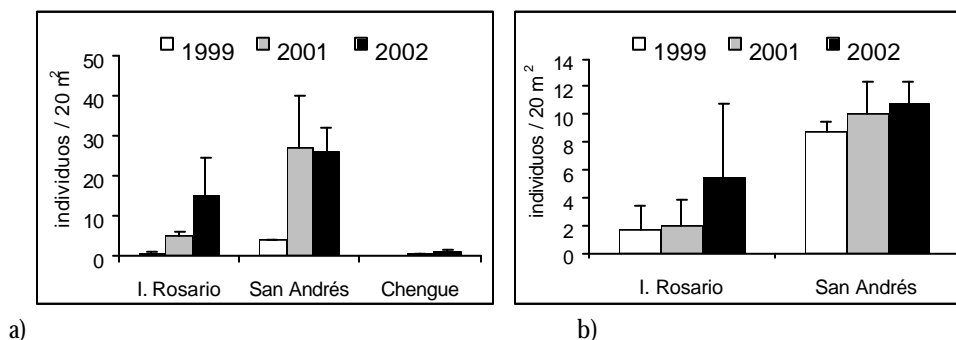 1999 2001 2002
individuos / 20 m²
50
40
30
20
10
0
I. Rosario San Andrés Chengue
a)
1999 2001 2002
individuos / 20 m²
14
12
10
8
6
4
2
0
I. Rosario San Andrés
b)